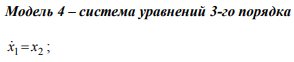 Модель 4 – система уравнений 3-го порядка
ẋ₁ = x₂ ;